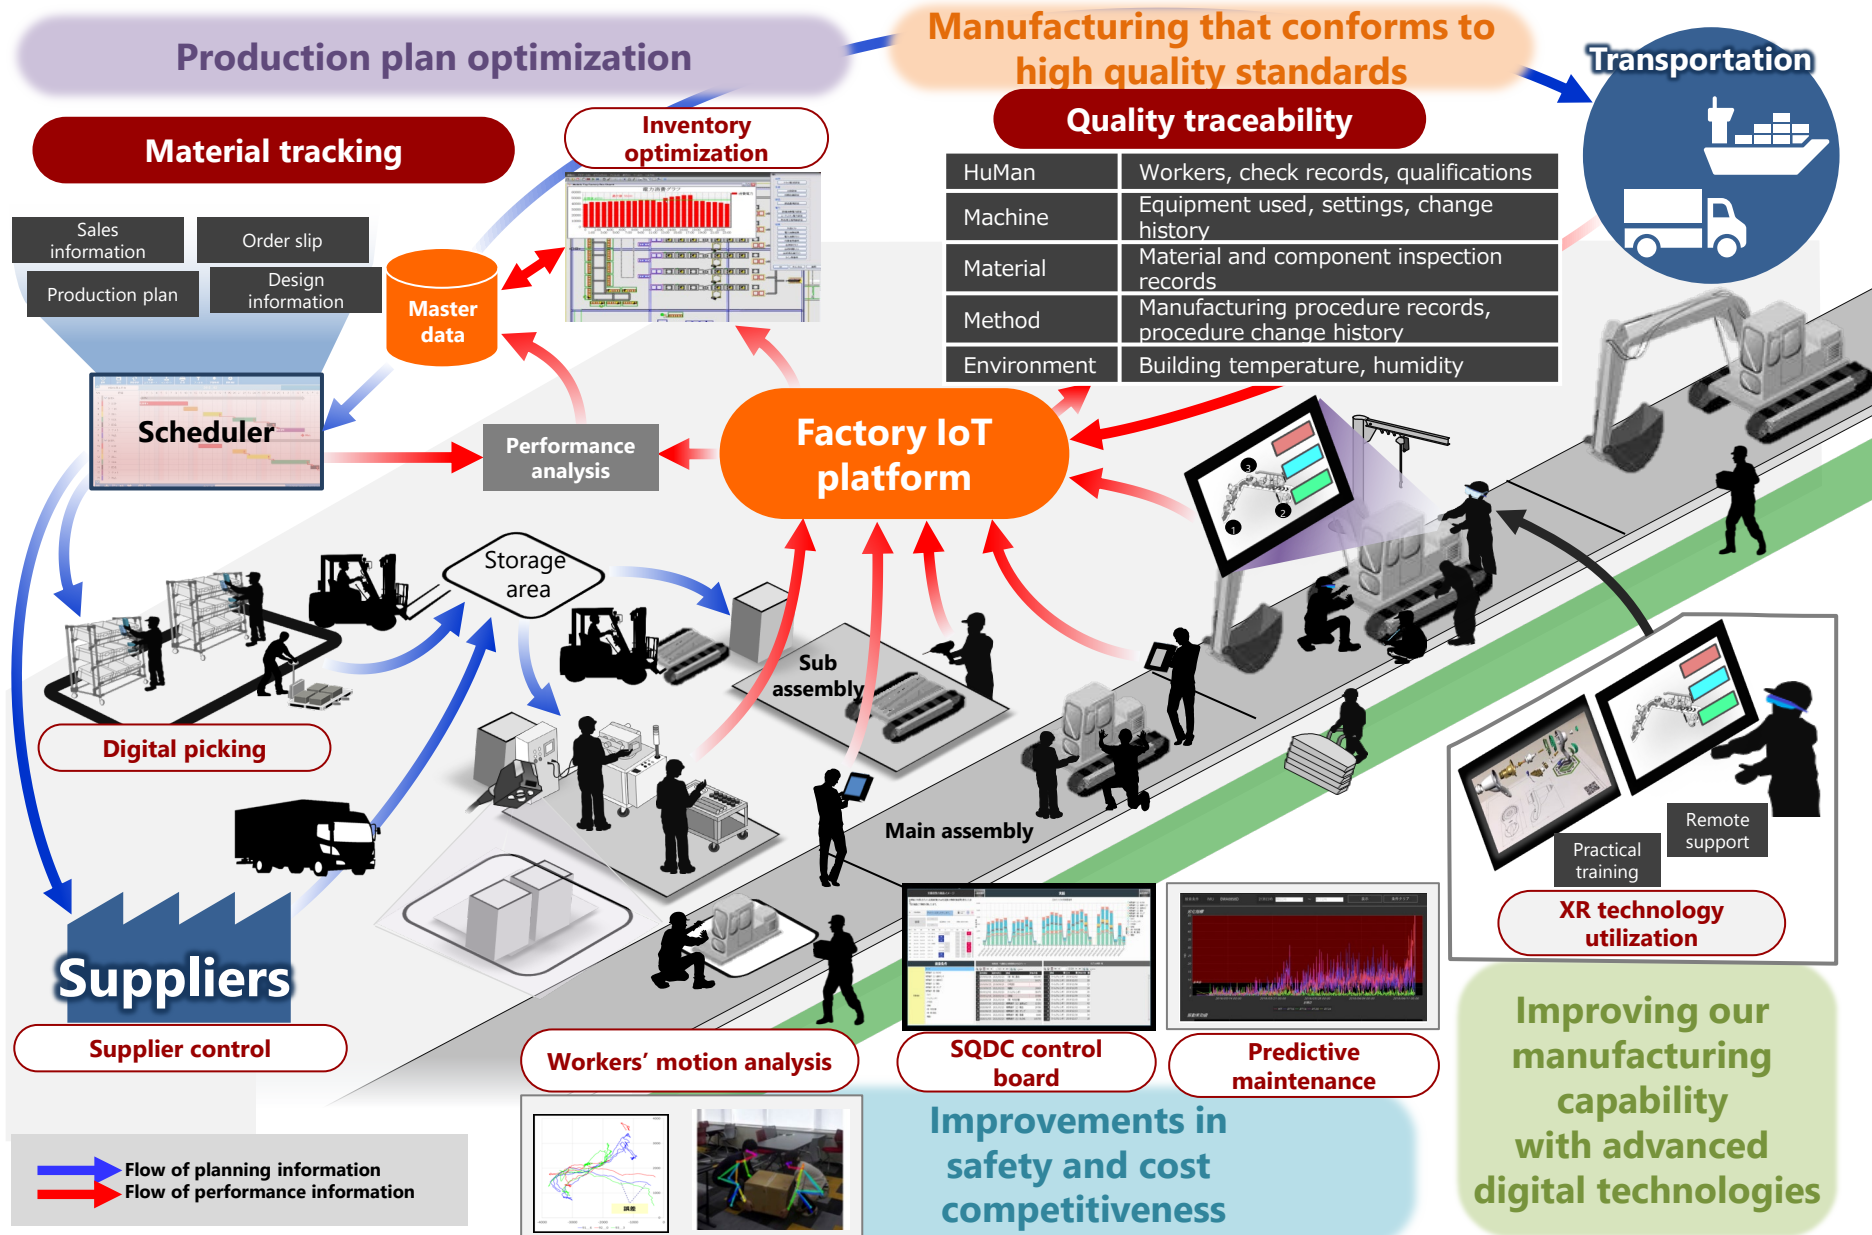 Production plan optimization
Manufacturing that conforms to
high quality standards
Transportation
Material tracking
Inventory
optimization
Quality traceability
HuMan
Workers, check records, qualifications
Machine
Equipment used, settings, change
history
Material
Material and component inspection
records
Method
Manufacturing procedure records,
procedure change history
Environment
Building temperature, humidity
Sales
information
Order slip
Production plan
Design
information
Master
data
Scheduler
Performance
analysis
Factory IoT
platform
3
2
1
Storage
area
Sub
assembly
Digital picking
Main assembly
Practical
training
Remote
support
XR technology
utilization
Suppliers
Supplier control
Workers’ motion analysis
SQDC control
board
Predictive
maintenance
Improvements in
safety and cost
competitiveness
Improving our
manufacturing
capability
with advanced
digital technologies
Flow of planning information
Flow of performance information